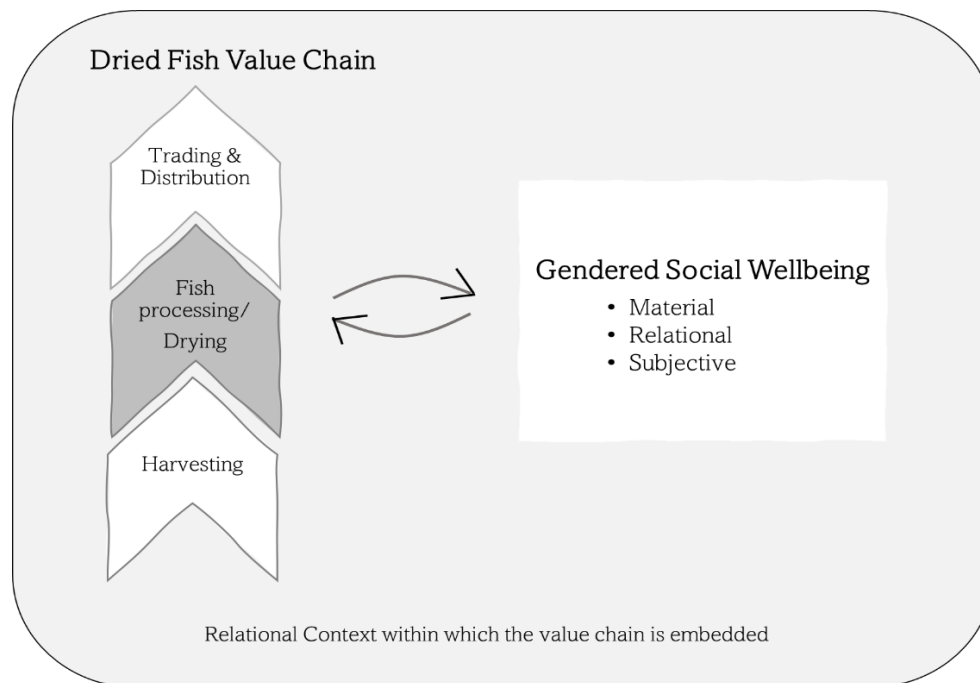 Dried Fish Value Chain
Trading &
Distribution
Fish
processing/
Drying
Harvesting
Gendered Social Wellbeing
• Material
• Relational
• Subjective
Relational Context within which the value chain is embedded